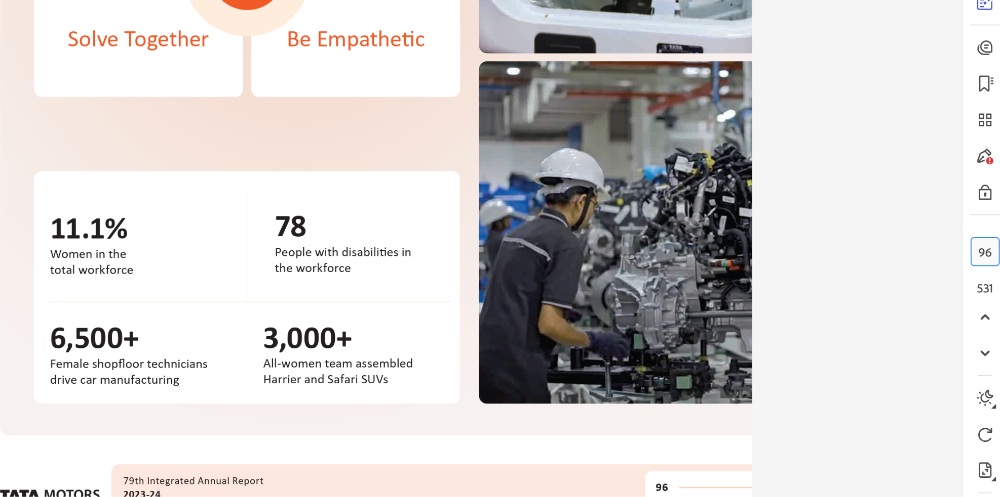 Solve Together
Be Empathetic
TATA
11.1%
Women in the
total workforce
78
People with disabilities in
the workforce
6,500+
Female shopfloor technicians
drive car manufacturing
3,000+
All-women team assembled
Harrier and Safari SUVs
96
531
79th Integrated Annual Report
2023-24
TATA MOTORS
96